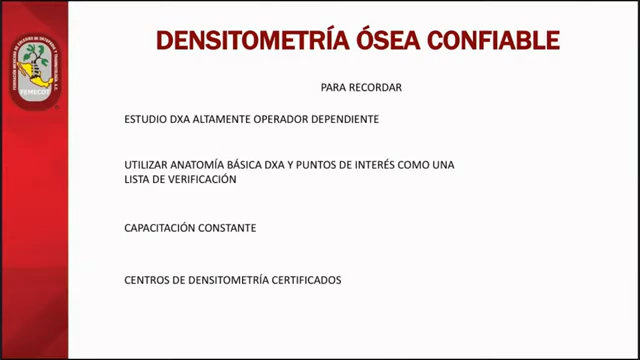 DENSITOMETRÍA ÓSEA CONFIABLE
PARA RECORDAR
ESTUDIO DXA ALTAMENTE OPERADOR DEPENDIENTE
UTILIZAR ANATOMÍA BÁSICA DXA Y PUNTOS DE INTERÉS COMO UNA
LISTA DE VERIFICACIÓN
CAPACITACIÓN CONSTANTE
CENTROS DE DENSITOMETRÍA CERTIFICADOS
FEMECOT